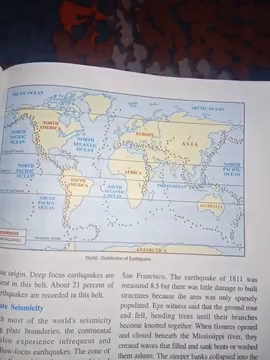 ARCTIC OCEAN
ARCTIC OCEAN
NORTH
AMERICA
EUROPE
ASIA
NORTH
PACIFIC
OCEAN
NORTH
ATLANTIC
OCEAN
NORTH
PACIFIC
OCEAN
NORTH
PACIFIC
OCEAN
AFRICA
SOUTH
AMERICA
SOUTH
ATLANTIC
OCEAN
INDIAN OCEAN
SOUTH
PACIFIC
OCEAN
AUSTRALIA
ANTARCTICA
World - Distribution of Earthquake
origin. Deep focus earthquakes are
in this belt. About 21 percent of
earthquakes are recorded in this belt.
Seismicity
most of the world's seismicity
plate boundaries, the continental
also experience infrequent and
focus earthquakes. The zone of
San Francisco. The earthquake of 1811 was
measured 8.5 but there was little damage to built
structures because the area was only sparsely
populated. Eye witness said that the ground rose
and fell, bending trees until their branches
become knotted together. When fissures opened
and closed beneath the Mississippi river, they
created waves that filled and sank boats or washed
them ashore. The steeper banks collapsed into the